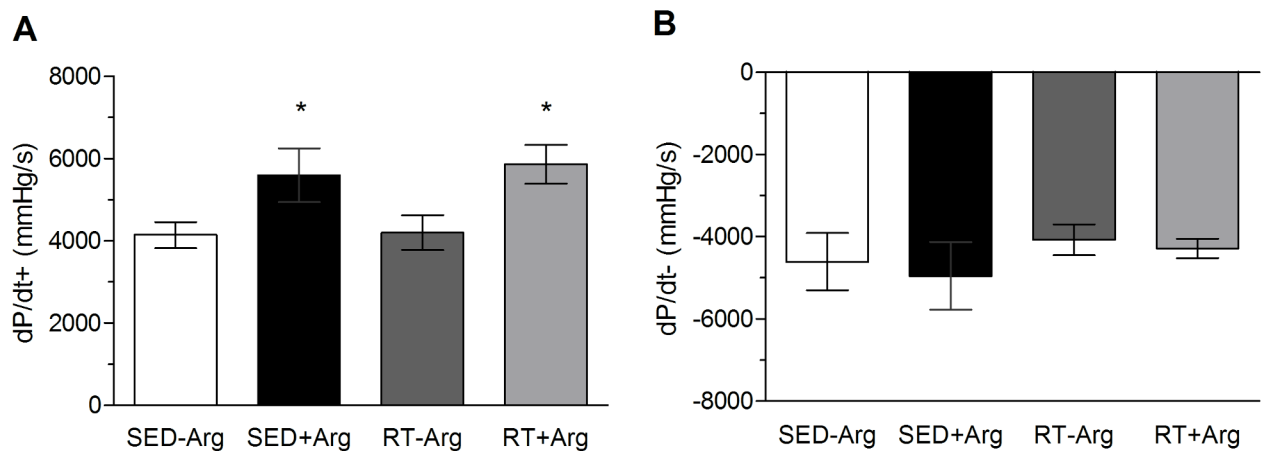 A
dP/dt+ (mmHg/s)
8000
6000
4000
2000
0
*
*
SED-Arg SED+Arg RT-Arg RT+Arg
B
dP/dt- (mmHg/s)
0
-2000
-4000
-6000
-8000
SED-Arg SED+Arg RT-Arg RT+Arg